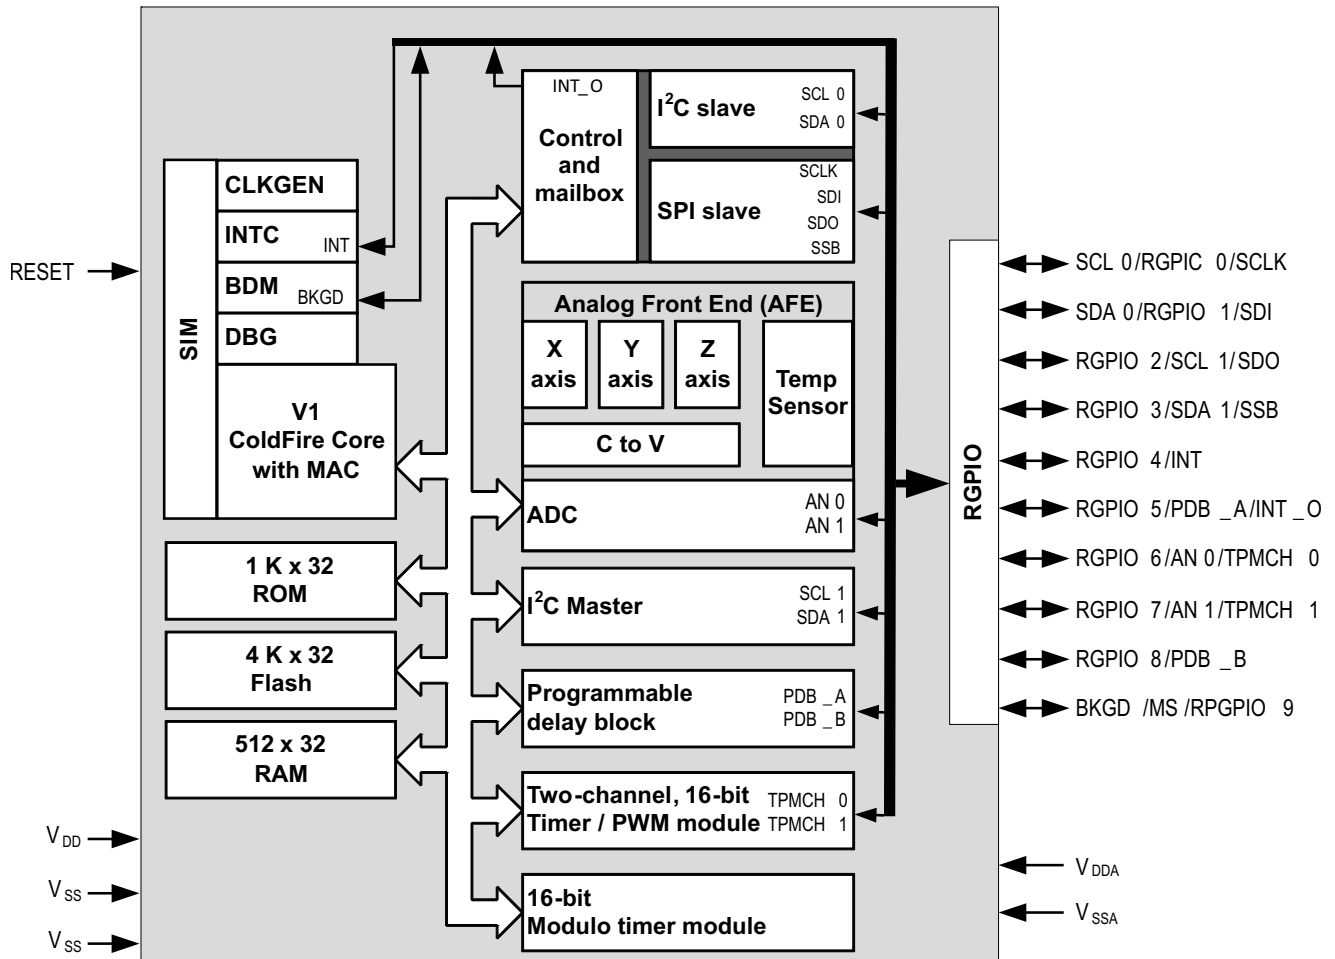 INT_O
Control
and
mailbox
I²C slave
SCL 0
SDA 0
SPI slave
SCLK
SDI
SDO
SSB
SIM
CLKGEN
INTC
INT
BDM
BKGD
DBG
V1
ColdFire Core
with MAC
1 K x 32
ROM
4 K x 32
Flash
512 x 32
RAM
Analog Front End (AFE)
X
axis
Y
axis
Z
axis
Temp
Sensor
C to V
ADC
AN 0
AN 1
I²C Master
SCL 1
SDA 1
Programmable
delay block
PDB _A
PDB _B
Two-channel, 16-bit
Timer / PWM module
TPMCH 0
TPMCH 1
16-bit
Modulo timer module
RGPIO
RESET
VDD
VSS
VSS
SCL 0/RGPIC 0/SCLK
SDA 0/RGPIO 1/SDI
RGPIO 2/SCL 1/SDO
RGPIO 3/SDA 1/SSB
RGPIO 4/INT
RGPIO 5/PDB _A/INT _O
RGPIO 6/AN 0/TPMCH 0
RGPIO 7/AN 1/TPMCH 1
RGPIO 8/PDB _B
BKGD /MS /RPGPIO 9
VDDA
VSSA